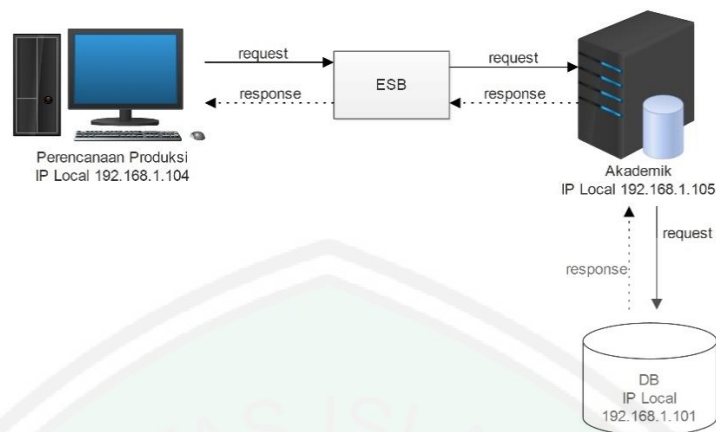 request
ESB
request
response
response
Perencanaan Produksi
IP Local 192.168.1.104
Akademik
IP Local 192.168.1.105
request
response
DB
IP Local
192.168.1.101